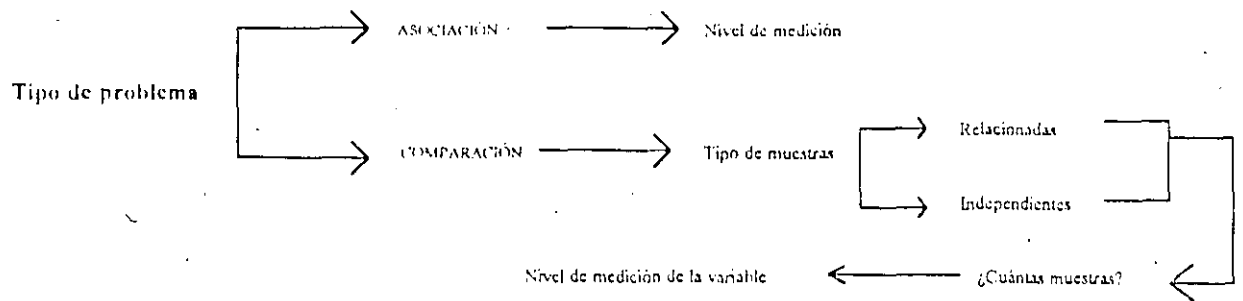 ASOCIACIÓN
Nivel de medición
Tipo de problema
Relacionadas
COMPARACIÓN
Tipo de muestras
Independientes
Nivel de medición de la variable
¿Cuántas muestras?